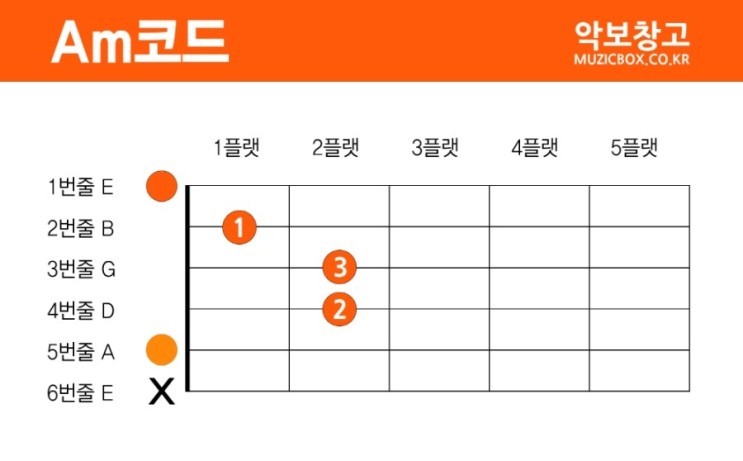 Am코드
악보창고
MUZICBOX.CO.KR
1플랫 2플랫 3플랫 4플랫 5플랫
1번줄 E
2번줄 B 1
3번줄 G 3
4번줄 D 2
5번줄 A
6번줄 E X